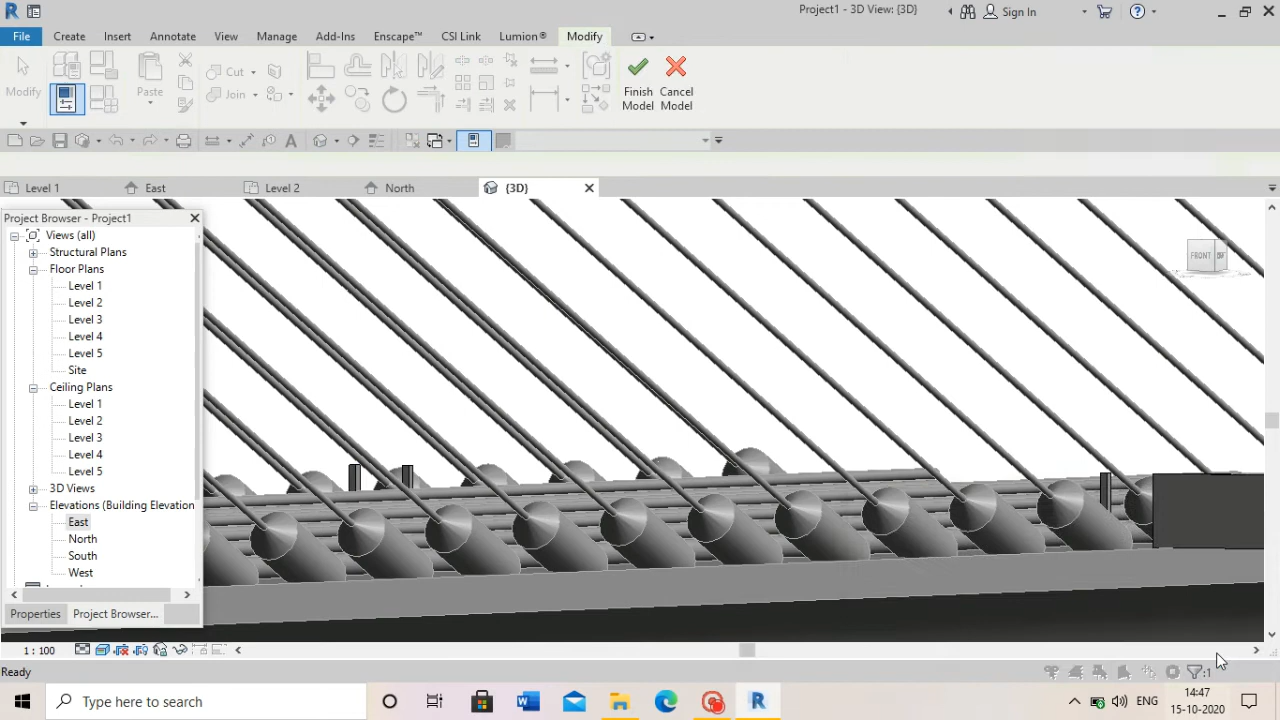 Project1 - 3D View: {3D}
Sign In
File Create Insert Annotate View Manage Add-Ins Enscape™ CSI Link Lumion® Modify
Modify
Paste
Cut
Join
Finish Model
Cancel Model
Level 1
East
Level 2
North
{3D}
Project Browser - Project1
Views (all)
Structural Plans
Floor Plans
Level 1
Level 2
Level 3
Level 4
Level 5
Site
Ceiling Plans
Level 1
Level 2
Level 3
Level 4
Level 5
3D Views
Elevations (Building Elevation
East
North
South
West
Properties
Project Browser...
FRONT
1 : 100
Ready
:1
Type here to search
ENG
14:47
15-10-2020